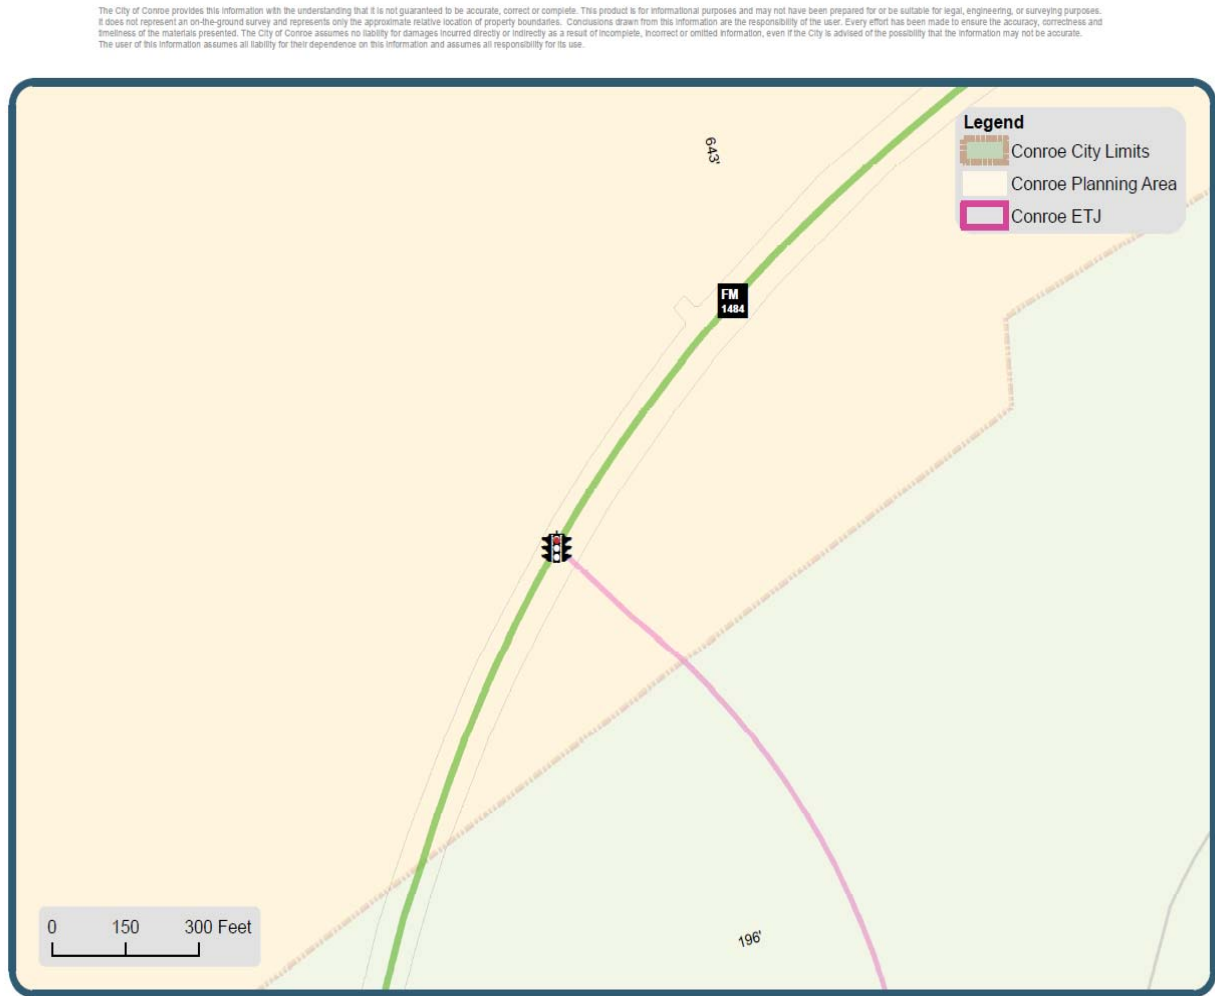 The City of Conroe provides this information with the understanding that it is not guaranteed to be accurate, correct or complete. This product is for informational purposes and may not have been prepared for or be suitable for legal, engineering, or surveying purposes.
It does not represent an on-the-ground survey and represents only the approximate relative location of property boundaries. Conclusions drawn from this information are the responsibility of the user. Every effort has been made to ensure the accuracy, correctness and
timeliness of the materials presented. The City of Conroe assumes no liability for damages incurred directly or indirectly as a result of incomplete, incorrect or omitted information, even if the City is advised of the possibility that the information may not be accurate.
The user of this information assumes all liability for their dependence on this information and assumes all responsibility for its use.
643'
Legend
Conroe City Limits
Conroe Planning Area
Conroe ETJ
FM
1484
0 150 300 Feet
196'